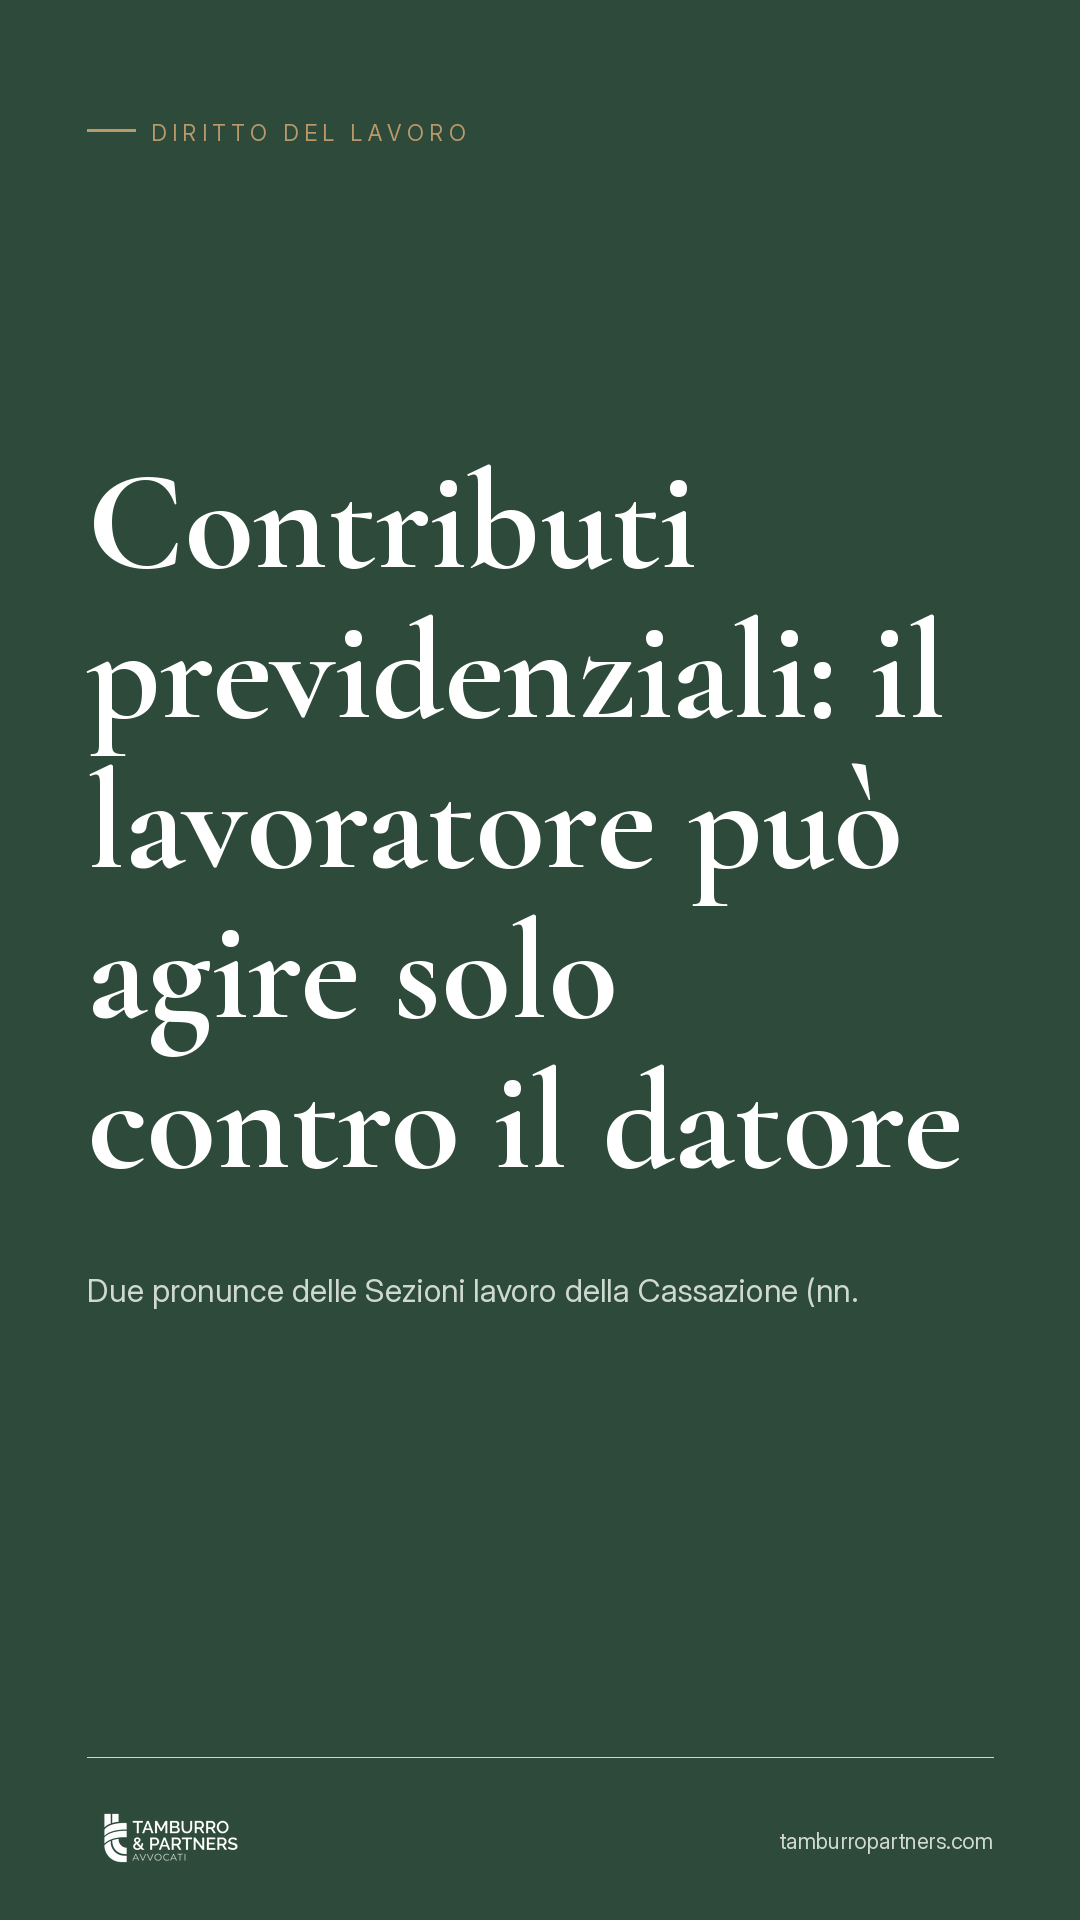 DIRITTO DEL LAVORO
Contributi
previdenziali: il
lavoratore può
agire solo
contro il datore
Due pronunce delle Sezioni lavoro della Cassazione (nn.
TAMBURRO
& PARTNERS
AVVOCATI
tamburropartners.com